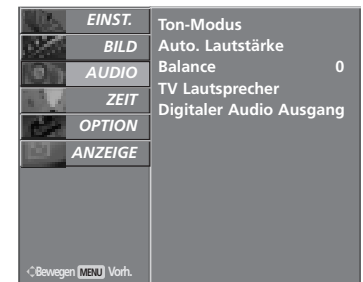 EINST.
BILD
AUDIO
ZEIT
OPTION
ANZEIGE
Ton-Modus
Auto. Lautstärke
Balance 0
TV Lautsprecher
Digitaler Audio Ausgang
Bewegen MENU Vorh.